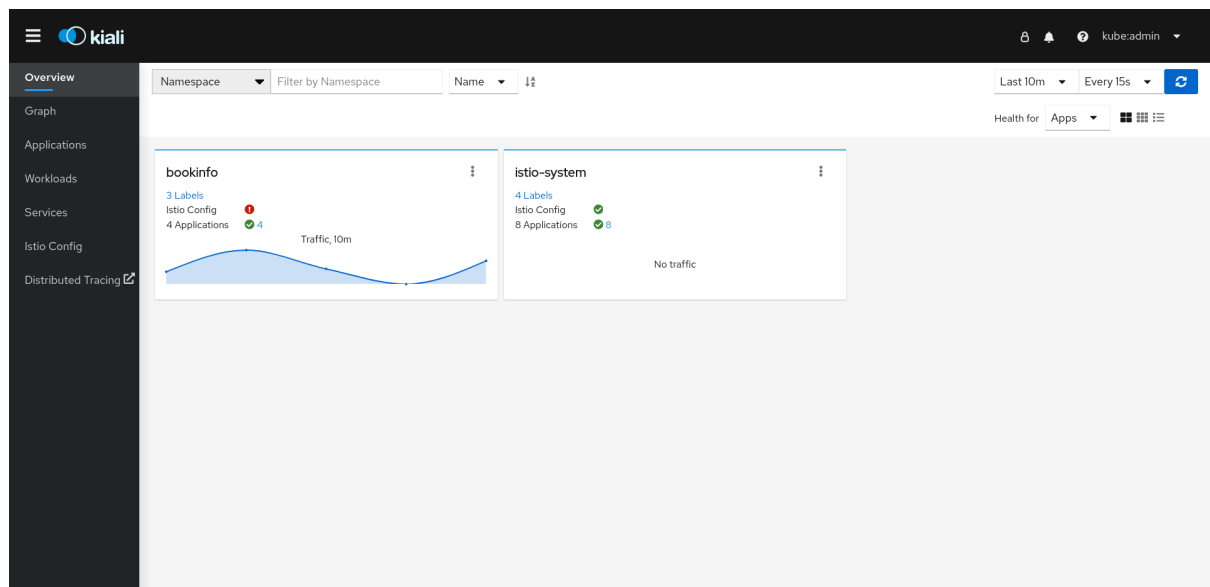 kiali
kube:admin
Overview
Graph
Applications
Workloads
Services
Istio Config
Distributed Tracing
Namespace
Filter by Namespace
Name
Last 10m
Every 15s
Health for
Apps
bookinfo
3 Labels
Istio Config
4 Applications 4
Traffic, 10m
istio-system
4 Labels
Istio Config
8 Applications 8
No traffic